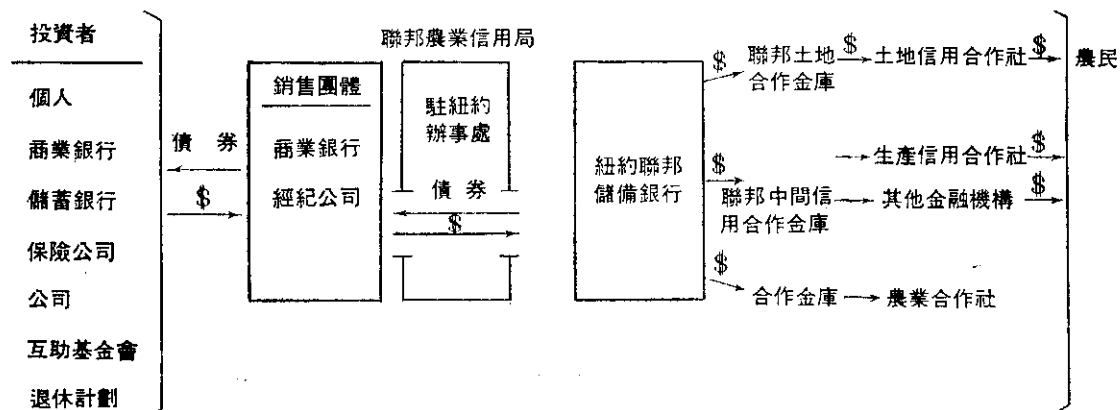 投資者
個人
商業銀行
儲蓄銀行
保險公司
公司
互助基金會
退休計劃
債 券
$
銷售團體
商業銀行
經紀公司
聯邦農業信用局
駐紐約
辦事處
債 券
$
紐約聯邦
儲備銀行
$
聯邦土地
合作金庫
$
土地信用合作社
$
農民
$
聯邦中間信
用合作金庫
生產信用合作社
$
其他金融機構
$
$
合作金庫
農業合作社